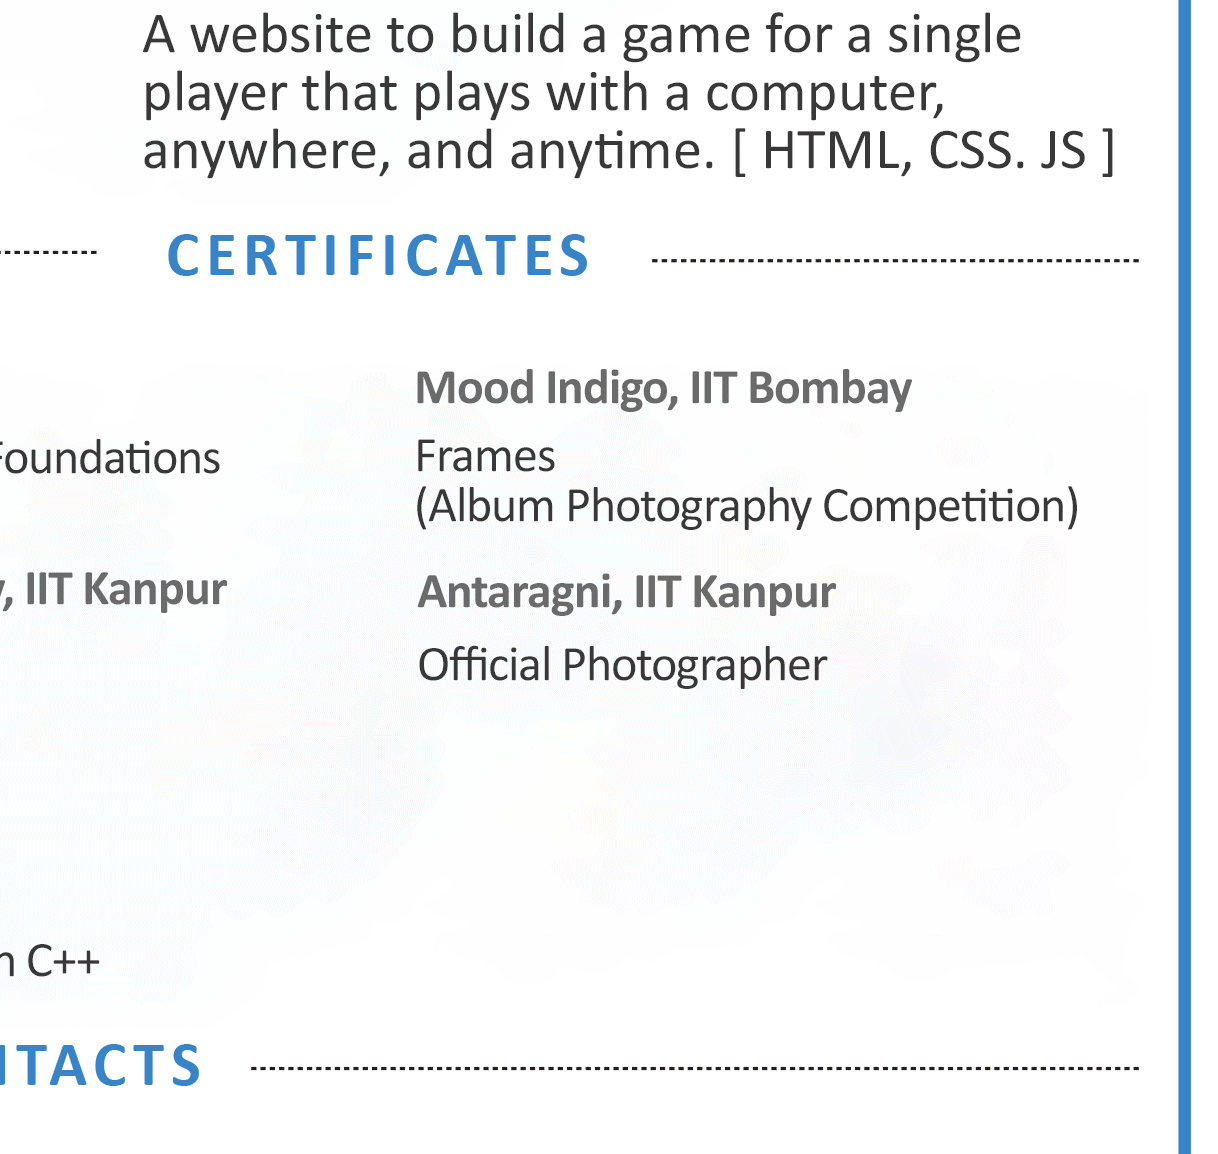 A website to build a game for a single
player that plays with a computer,
anywhere, and anytime. [ HTML, CSS. JS ]
CERTIFICATES
Mood Indigo, IIT Bombay
Foundations
Frames
(Album Photography Competition)
, IIT Kanpur
Antaragni, IIT Kanpur
Official Photographer
C++
NTACTS